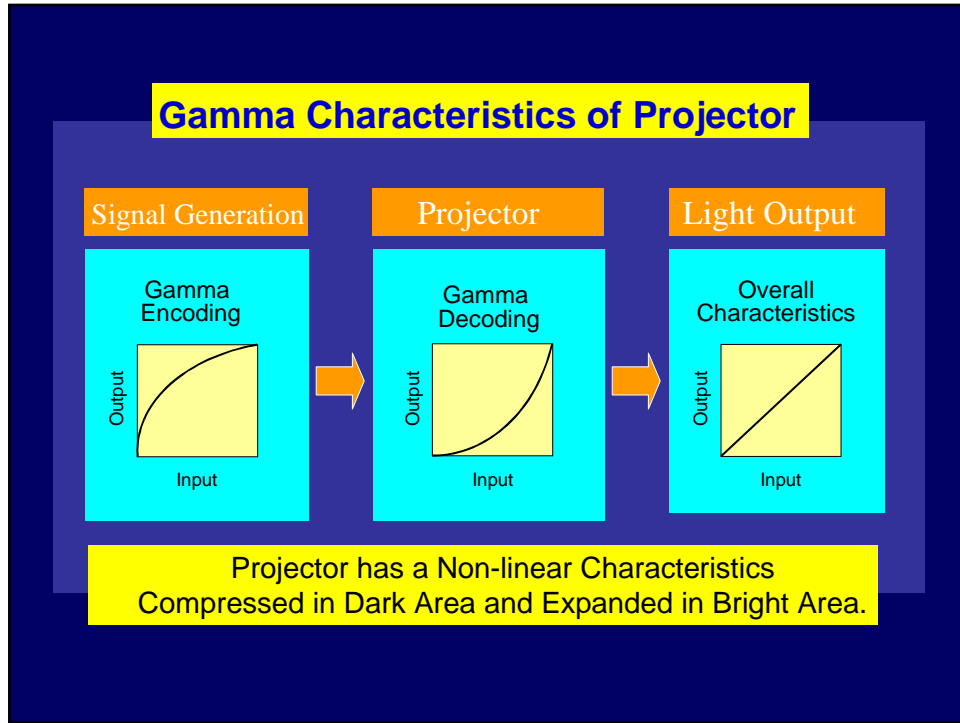 Gamma Characteristics of Projector
Signal Generation
Gamma
Encoding
Output
Input
Projector
Gamma
Decoding
Output
Input
Light Output
Overall
Characteristics
Output
Input
Projector has a Non-linear Characteristics
Compressed in Dark Area and Expanded in Bright Area.